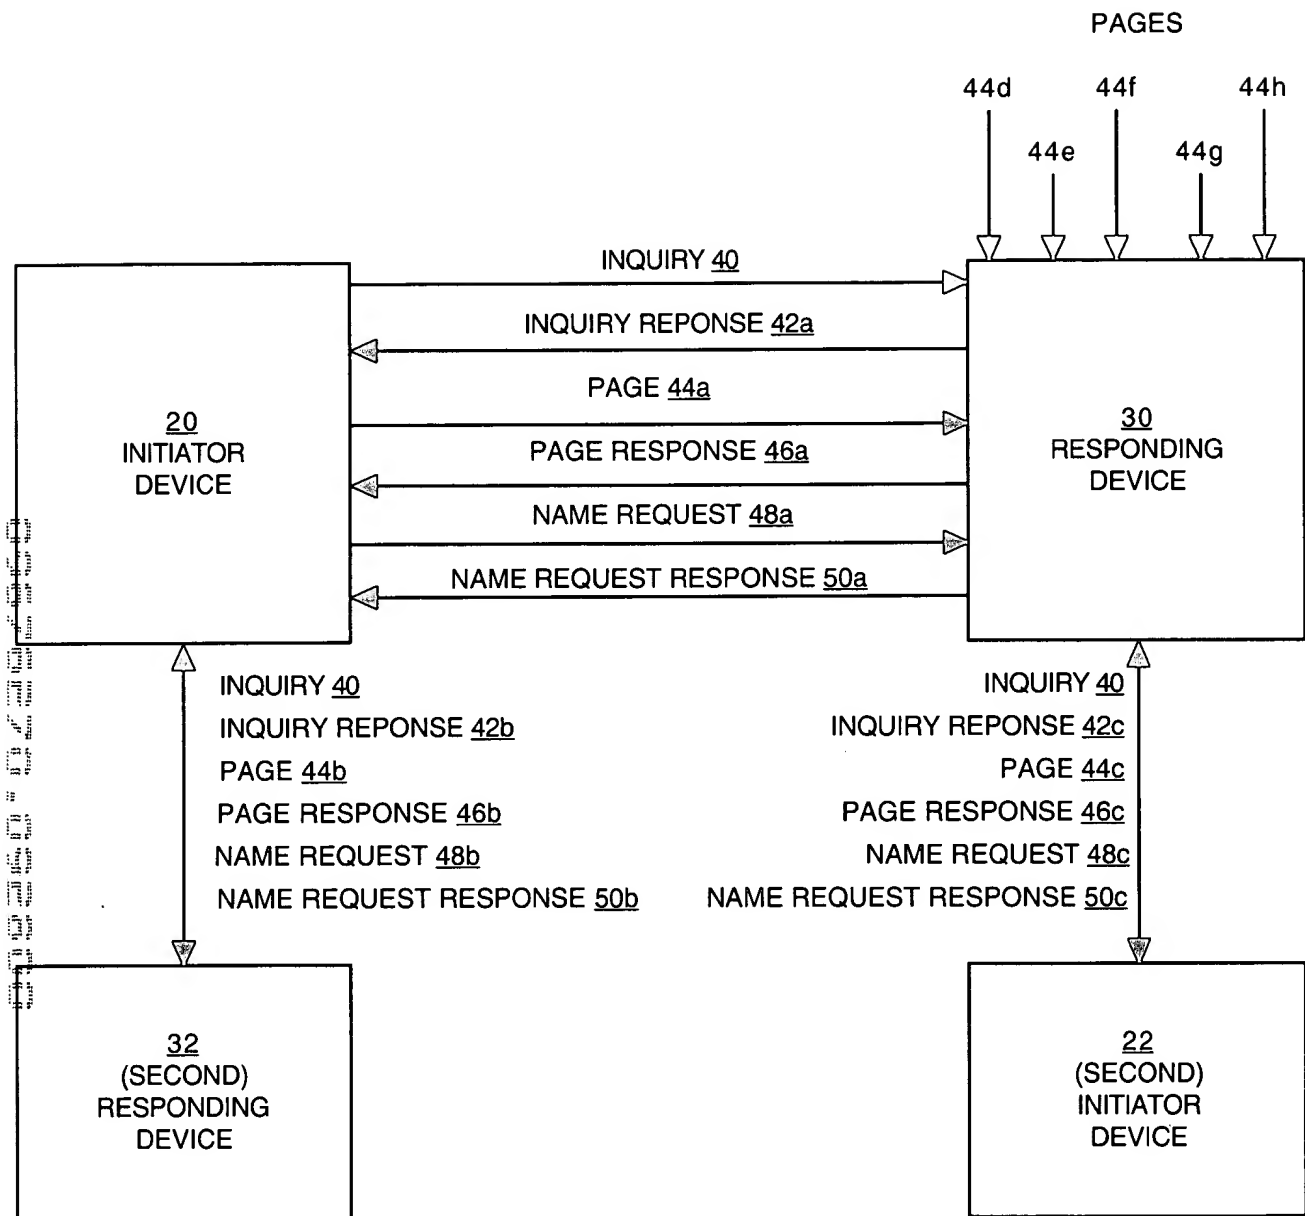 PAGES
44d 44f 44h
44e 44g
INQUIRY 40
INQUIRY REPONSE 42a
PAGE 44a
PAGE RESPONSE 46a
NAME REQUEST 48a
NAME REQUEST RESPONSE 50a
20
INITIATOR
DEVICE
30
RESPONDING
DEVICE
INQUIRY 40
INQUIRY REPONSE 42b
PAGE 44b
PAGE RESPONSE 46b
NAME REQUEST 48b
NAME REQUEST RESPONSE 50b
INQUIRY 40
INQUIRY REPONSE 42c
PAGE 44c
PAGE RESPONSE 46c
NAME REQUEST 48c
NAME REQUEST RESPONSE 50c
32
(SECOND)
RESPONDING
DEVICE
22
(SECOND)
INITIATOR
DEVICE